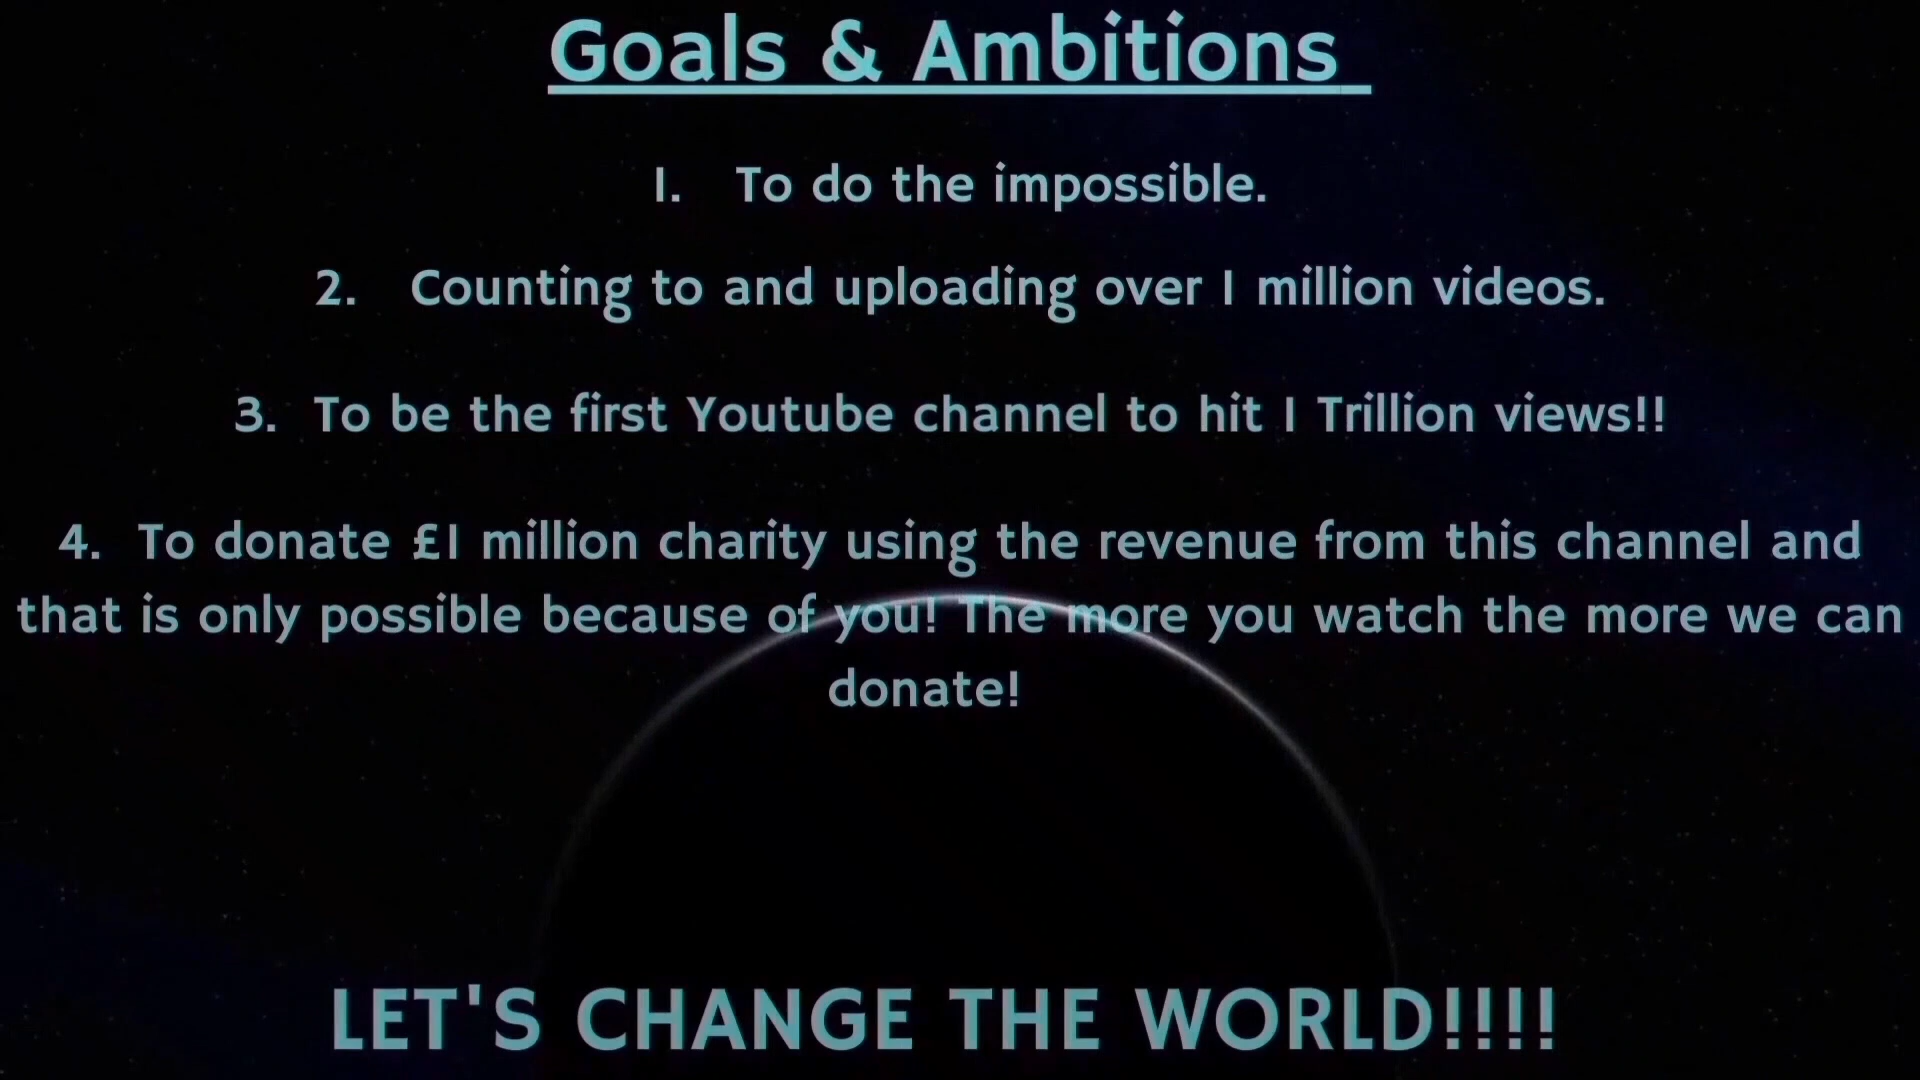 Goals & Ambitions
1. To do the impossible.
2. Counting to and uploading over 1 million videos.
3. To be the first Youtube channel to hit 1 Trillion views!!
4. To donate £1 million charity using the revenue from this channel and
that is only possible because of you! The more you watch the more we can
donate!
LET'S CHANGE THE WORLD!!!!